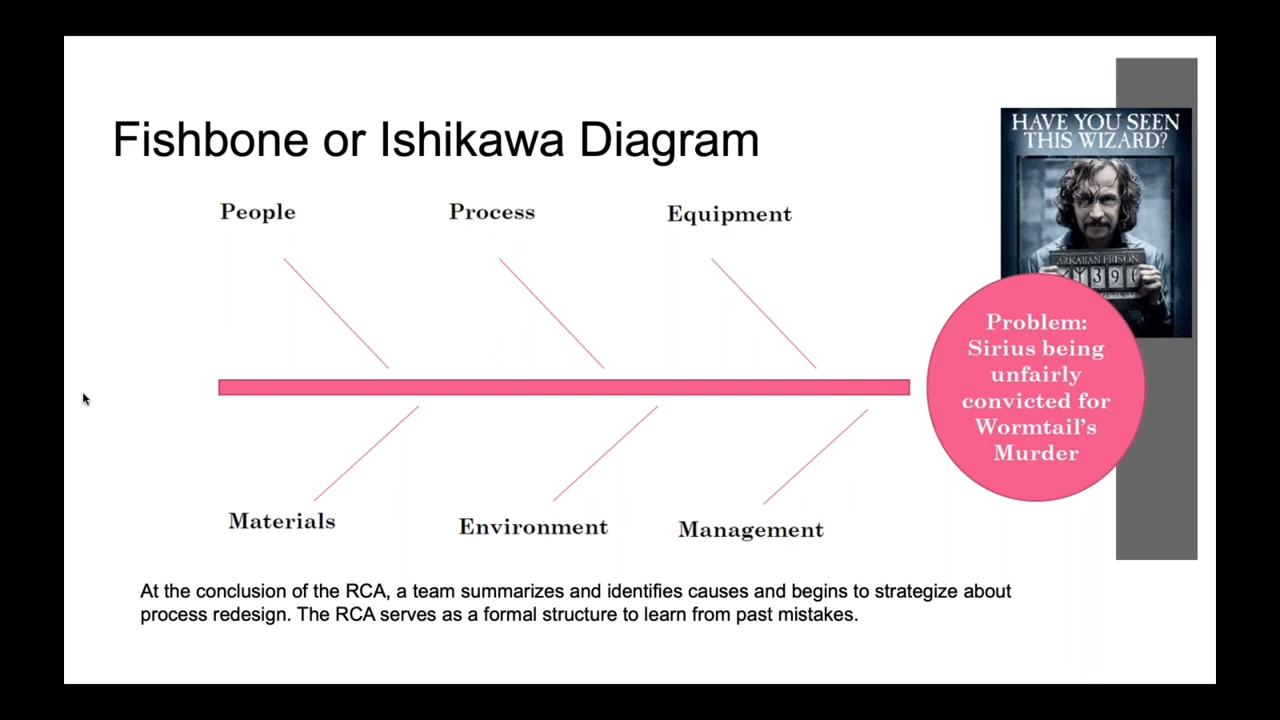 Fishbone or Ishikawa Diagram
HAVE YOU SEEN
THIS WIZARD?
AZKABAN PRISON
People
Process
Equipment
Problem:
Sirius being
unfairly
convicted for
Wormtail's
Murder
Materials
Environment
Management
At the conclusion of the RCA, a team summarizes and identifies causes and begins to strategize about
process redesign. The RCA serves as a formal structure to learn from past mistakes.